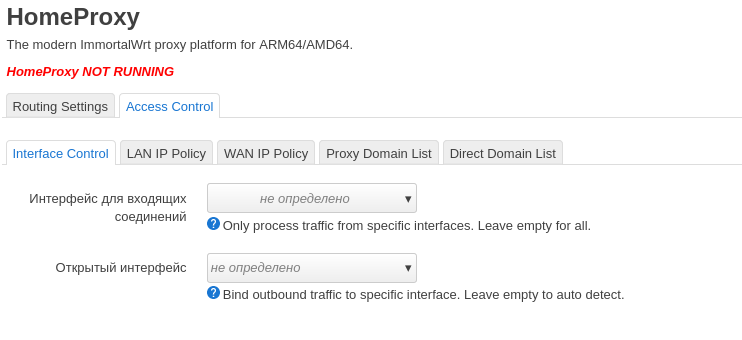 HomeProxy
The modern ImmortalWrt proxy platform for ARM64/AMD64.
HomeProxy NOT RUNNING
Routing Settings Access Control
Interface Control LAN IP Policy WAN IP Policy Proxy Domain List Direct Domain List
Интерфейс для входящих
соединений
не определено
Only process traffic from specific interfaces. Leave empty for all.
Открытый интерфейс
не определено
Bind outbound traffic to specific interface. Leave empty to auto detect.